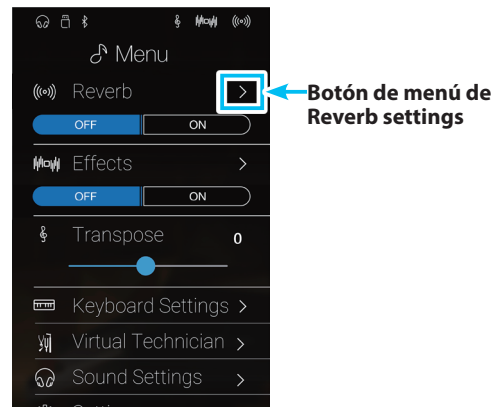 Menu
Reverb
OFF ON
Effects
OFF ON
Transpose 0
Keyboard Settings
Virtual Technician
Sound Settings
Botón de menú de
Reverb settings